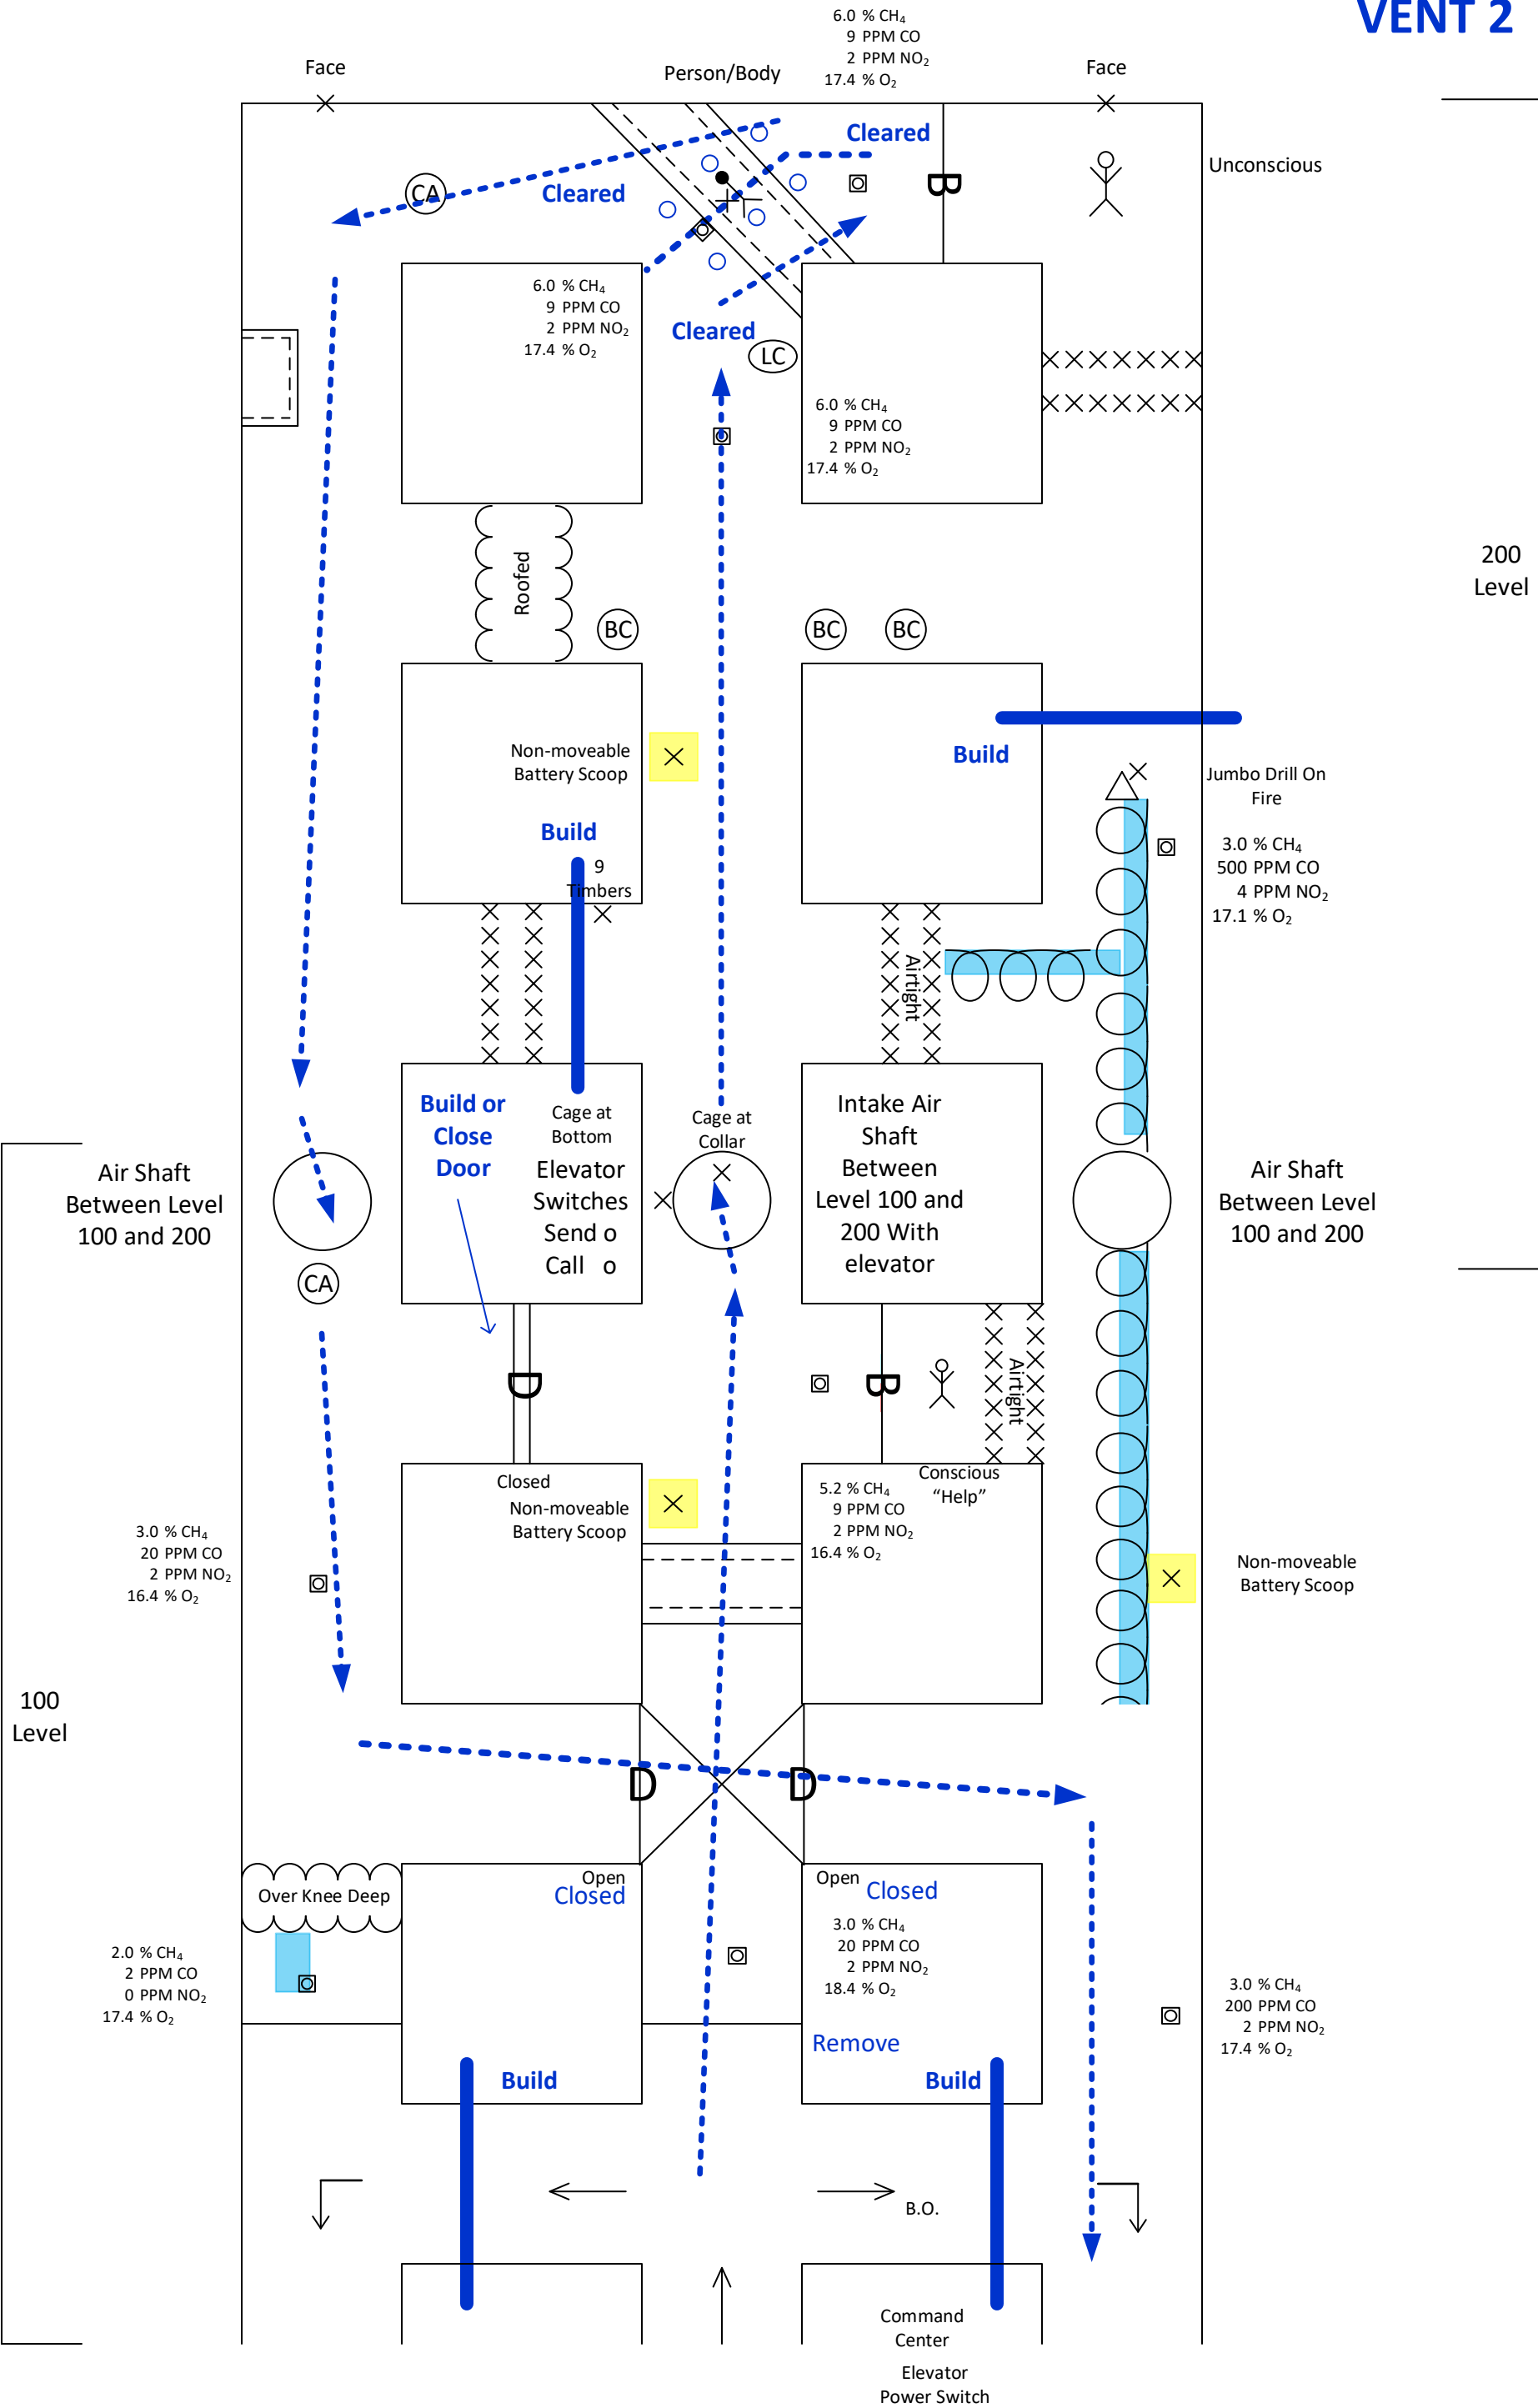 VENT 2
6.0 % CH₄
9 PPM CO
2 PPM NO₂
17.4 % O₂
Face
Person/Body
Face
Cleared
B
Unconscious
CA
Cleared
6.0 % CH₄
9 PPM CO
2 PPM NO₂
17.4 % O₂
Cleared
LC
6.0 % CH₄
9 PPM CO
2 PPM NO₂
17.4 % O₂
Roofed
200
Level
BC
BC
BC
Non-moveable
Battery Scoop
Build
Jumbo Drill On
Fire
Build
9
Timbers
3.0 % CH₄
500 PPM CO
4 PPM NO₂
17.1 % O₂
Airtight
Build or
Close
Door
Cage at
Bottom
Elevator
Switches
Send o
Call o
Cage at
Collar
Intake Air
Shaft
Between
Level 100 and
200 With
elevator
Air Shaft
Between Level
100 and 200
Air Shaft
Between Level
100 and 200
CA
D
B
Airtight
Closed
Non-moveable
Battery Scoop
5.2 % CH₄
9 PPM CO
2 PPM NO₂
16.4 % O₂
Conscious
“Help”
3.0 % CH₄
20 PPM CO
2 PPM NO₂
16.4 % O₂
Non-moveable
Battery Scoop
100
Level
D
D
Over Knee Deep
Open
Closed
Open
Closed
3.0 % CH₄
20 PPM CO
2 PPM NO₂
18.4 % O₂
2.0 % CH₄
2 PPM CO
0 PPM NO₂
17.4 % O₂
3.0 % CH₄
200 PPM CO
2 PPM NO₂
17.4 % O₂
Remove
Build
Build
B.O.
Command
Center
Elevator
Power Switch